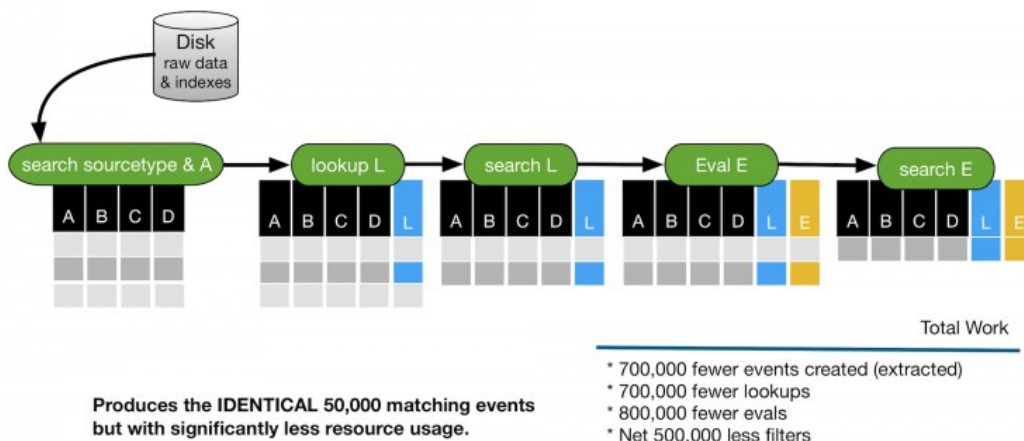 Disk
raw data
& indexes
search sourcetype & A
lookup L
search L
Eval E
search E
A B C D
A B C D L
A B C D L
A B C D L E
A B C D L E
Total Work
* 700,000 fewer events created (extracted)
* 700,000 fewer lookups
* 800,000 fewer evals
* Net 500,000 less filters
Produces the IDENTICAL 50,000 matching events
but with significantly less resource usage.